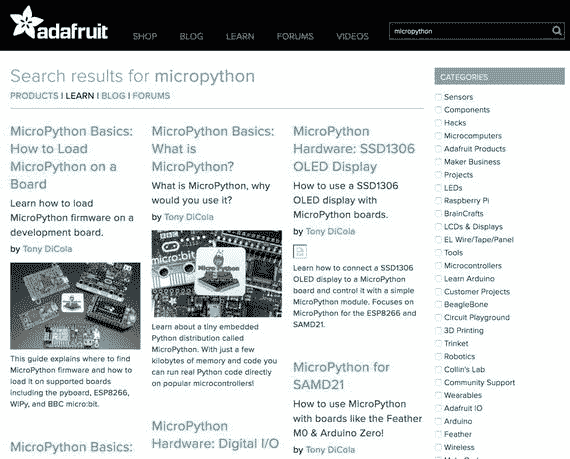 adafruit
SHOP BLOG LEARN FORUMS VIDEOS
micropython
Search results for micropython
PRODUCTS | LEARN | BLOG | FORUMS
MicroPython Basics:
How to Load
MicroPython on a
Board
Learn how to load
MicroPython firmware on a
development board.
by Tony DiCola
This guide explains where to find
MicroPython firmware and how to
load it on supported boards
including the pyboard, ESP8266,
WiPy, and BBC micro:bit.
MicroPython Basics:
MicroPython Basics:
What is
MicroPython?
What is MicroPython, why
would you use it?
by Tony DiCola
micro:bit
Micro Python
Learn about a tiny embedded
Python distribution called
MicroPython. With just a few
kilobytes of memory and code you
can run real Python code directly
on popular microcontrollers!
MicroPython
Hardware: Digital I/O
MicroPython
Hardware: SSD1306
OLED Display
How to use a SSD1306
OLED display with
MicroPython boards.
by Tony DiCola
Learn how to connect a SSD1306
OLED display to a MicroPython
board and control it with a simple
MicroPython module. Focuses on
MicroPython for the ESP8266 and
SAMD21.
MicroPython for
SAMD21
How to use MicroPython
with boards like the Feather
M0 & Arduino Zero!
by Tony DiCola
CATEGORIES
Sensors
Components
Hacks
Microcomputers
Adafruit Products
Maker Business
Projects
LEDs
Raspberry Pi
BrainCrafts
LCDs & Displays
EL Wire/Tape/Panel
Tools
Microcontrollers
Learn Arduino
Customer Projects
BeagleBone
Circuit Playground
3D Printing
Trinket
Robotics
Collin's Lab
Community Support
Wearables
Adafruit IO
Arduino
Feather
Wireless